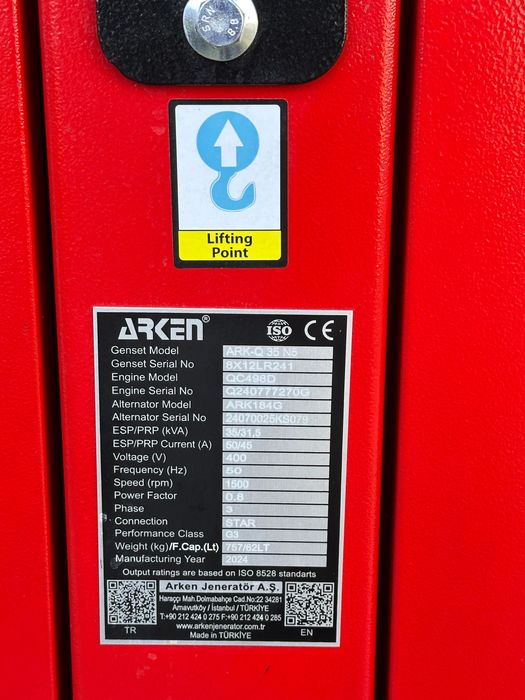 SRN 8.8
Lifting
Point
ARKEN® ISO CE
Genset Model ARK-Q 35 N5
Genset Serial No 8X12LR241
Engine Model QC498D
Engine Serial No Q240777270G
Alternator Model ARK184G
Alternator Serial No 24070025KS079
ESP/PRP (kVA) 35/31,5
ESP/PRP Current (A) 50/45
Voltage (V) 400
Frequency (Hz) 50
Speed (rpm) 1500
Power Factor 0.8
Phase 3
Connection STAR
Performance Class G3
Weight (kg)/F.Cap.(Lt) 757/62LT
Manufacturing Year 2024
Output ratings are based on ISO 8528 standarts
Arken Jeneratör A.Ş.
Haraççı Mah.Dolmabahçe Cad.No:22 34281
Arnavutköy / İstanbul / TÜRKİYE
T:+90 212 424 0 275 F:+90 212 424 0 285
www.arkenjenerator.com.tr
Made in TÜRKİYE
TR
EN